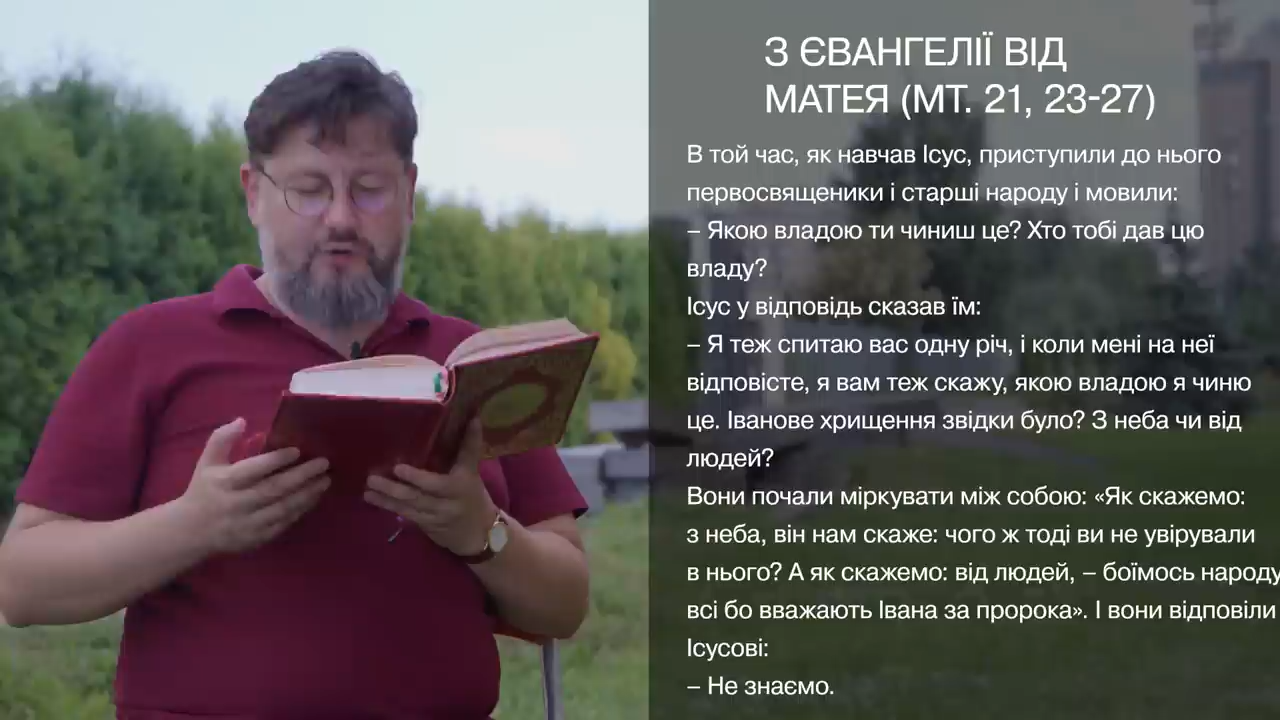 З ЄВАНГЕЛІЇ ВІД
МАТЕЯ (МТ. 21, 23-27)
В той час, як навчав Ісус, приступили до нього
первосвященики і старші народу і мовили:
– Якою владою ти чиниш це? Хто тобі дав цю
владу?
Ісус у відповідь сказав їм:
– Я теж спитаю вас одну річ, і коли мені на неї
відповісте, я вам теж скажу, якою владою я чиню
це. Іванове хрищення звідки було? З неба чи від
людей?
Вони почали міркувати між собою: «Як скажемо:
з неба, він нам скаже: чого ж тоді ви не увірували
в нього? А як скажемо: від людей, – боїмось народу
всі бо вважають Івана за пророка». І вони відповіли
Ісусові:
– Не знаємо.